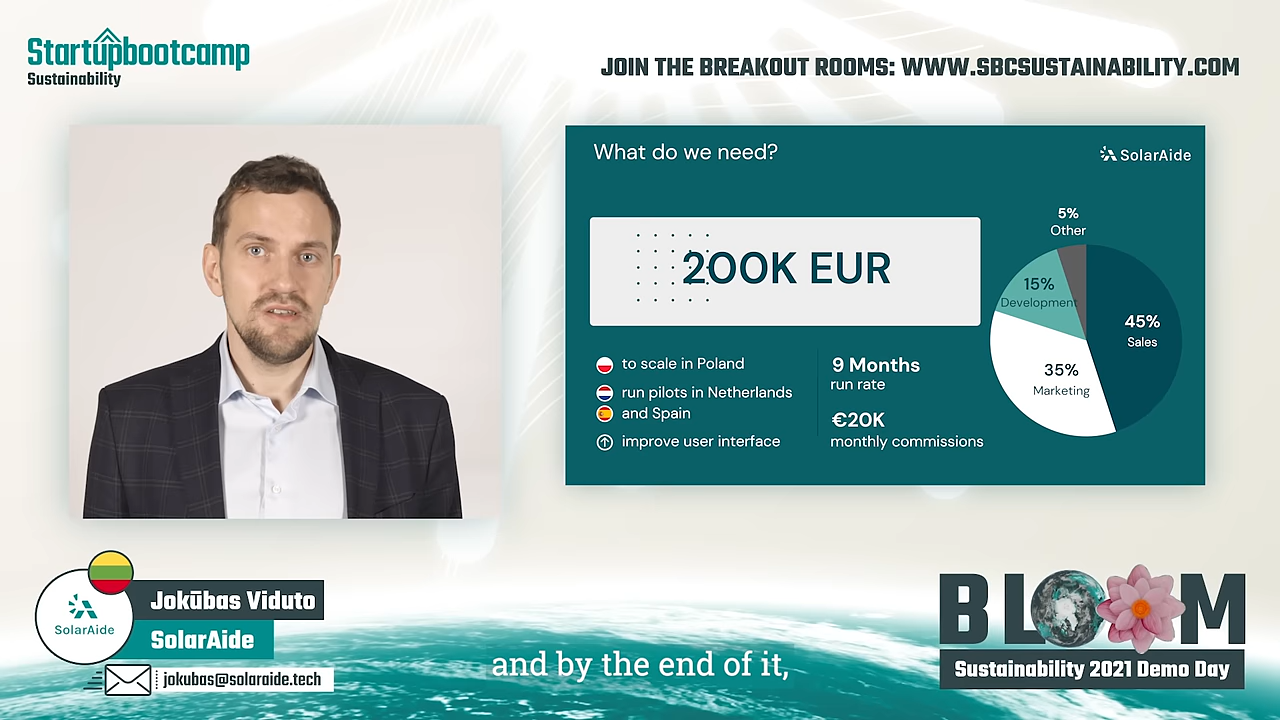 Startupbootcamp
Sustainability
JOIN THE BREAKOUT ROOMS: WWW.SBCSUSTAINABILITY.COM
What do we need?
SolarAide
200K EUR
to scale in Poland
run pilots in Netherlands
and Spain
improve user interface
9 Months
run rate
€20K
monthly commissions
5%
Other
15%
Development
45%
Sales
35%
Marketing
SolarAide
Jokūbas Viduto
SolarAide
jokubas@solaraide.tech
and by the end of it,
BLOOM
Sustainability 2021 Demo Day